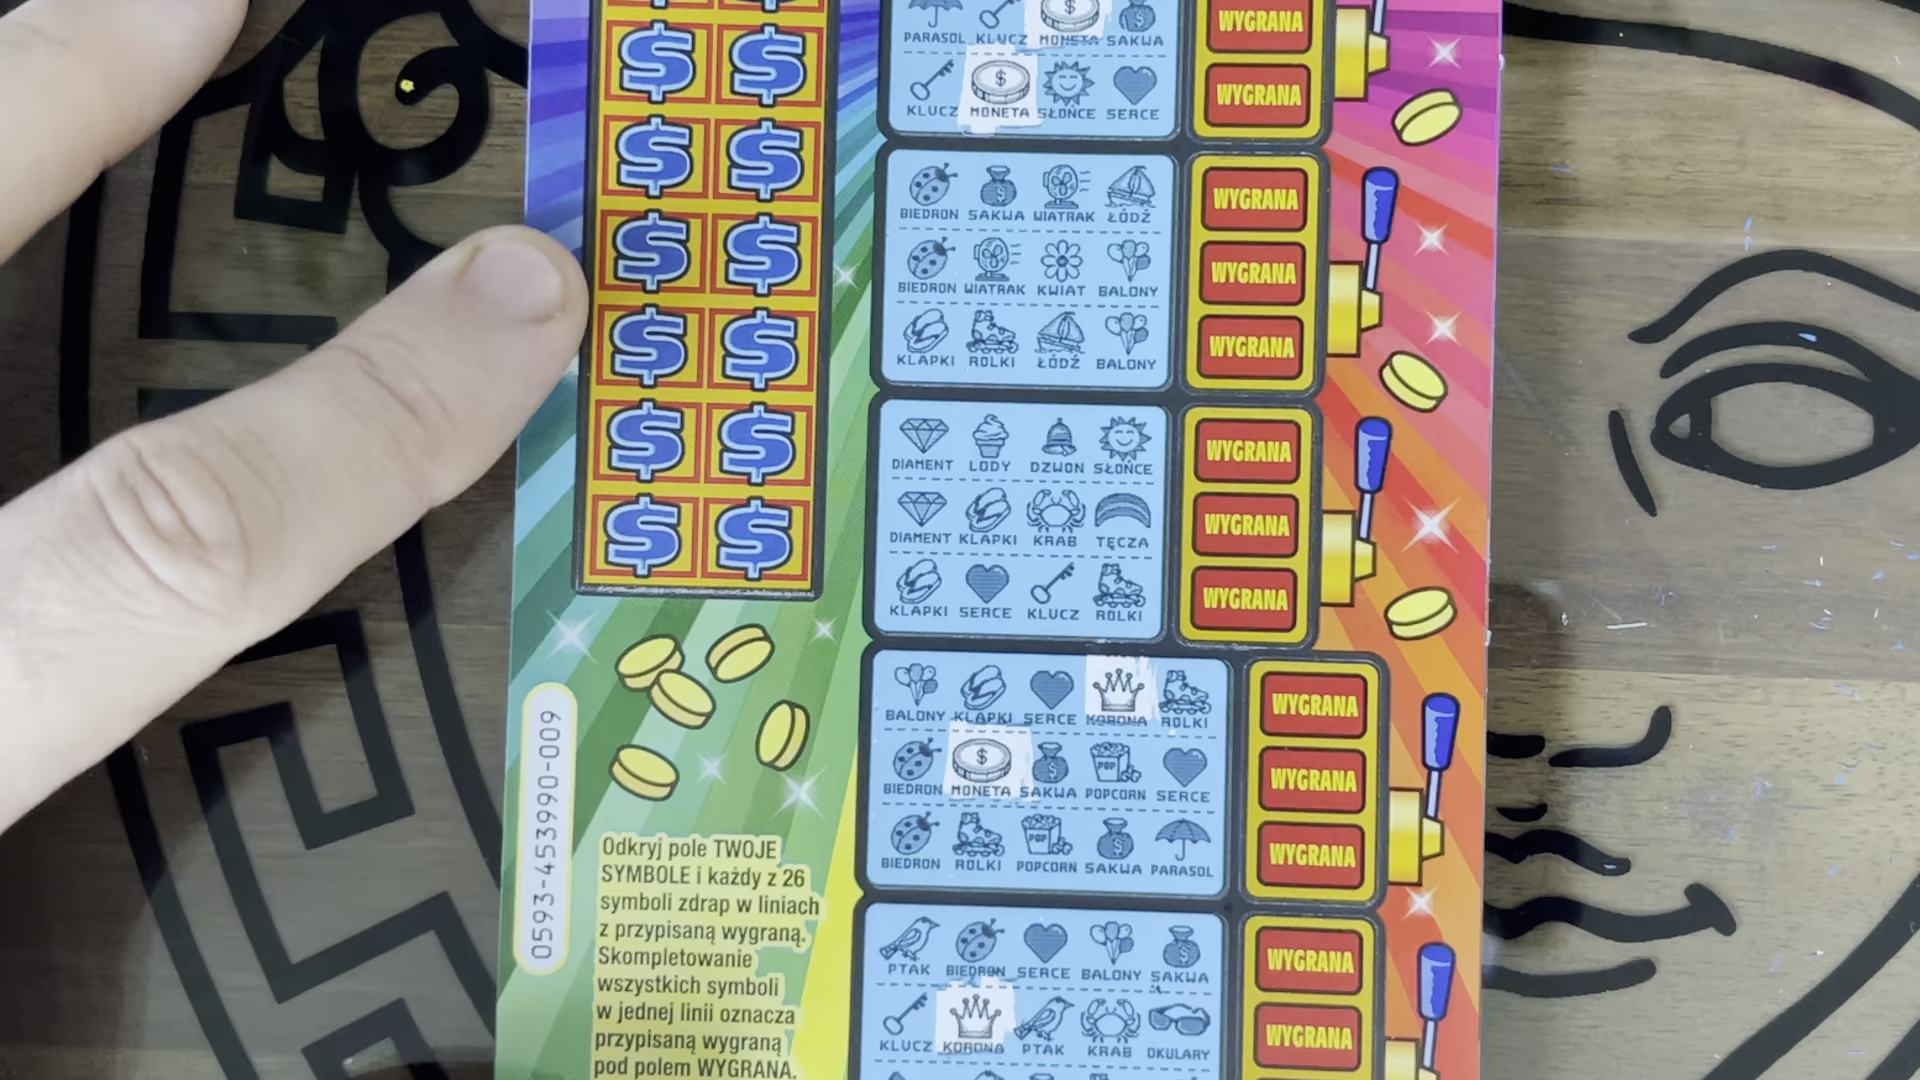 PARASOL KLUCZ MONETA SAKWA
KLUCZ MONETA SŁOŃCE SERCE
WYGRANA
WYGRANA
BIEDRON SAKWA WIATRAK ŁÓDŹ
BIEDRON WIATRAK KWIAT BALONY
KLAPKI ROLKI ŁÓDŹ BALONY
WYGRANA
WYGRANA
WYGRANA
DIAMENT LODY DZWON SŁOŃCE
DIAMENT KLAPKI KRAB TĘCZA
KLAPKI SERCE KLUCZ ROLKI
WYGRANA
WYGRANA
WYGRANA
BALONY KLAPKI SERCE KORONA ROLKI
BIEDRON MONETA SAKWA POPCORN SERCE
BIEDRON ROLKI POPCORN SAKWA PARASOL
WYGRANA
WYGRANA
WYGRANA
PTAK BIEDRON SERCE BALONY SAKWA
KLUCZ KORONA PTAK KRAB OKULARY
WYGRANA
WYGRANA
0593-453990-009
Odkryj pole TWOJE
SYMBOLE i każdy z 26
symboli zdrap w liniach
z przypisaną wygraną.
Skompletowanie
wszystkich symboli
w jednej linii oznacza
przypisaną wygraną
pod polem WYGRANA.